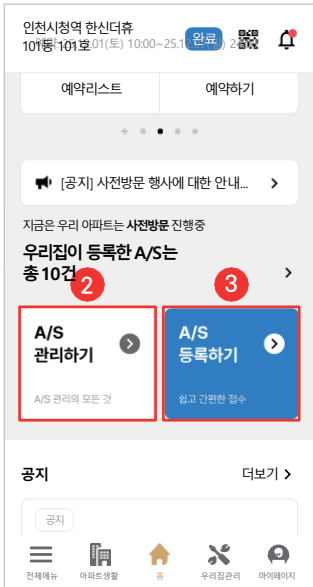 인천시청역 한신더휴
101동 101호
01(토) 10:00~25.1
완료
예약리스트
예약하기
[공지] 사전방문 행사에 대한 안내...
지금은 우리 아파트는 사전방문 진행중
우리집이 등록한 A/S는
총 10건
2
3
A/S
관리하기
A/S 관리의 모든 것
A/S
등록하기
쉽고 간편한 접수
공지
더보기
공지
전체메뉴
아파트생활
홈
우리집관리
마이페이지